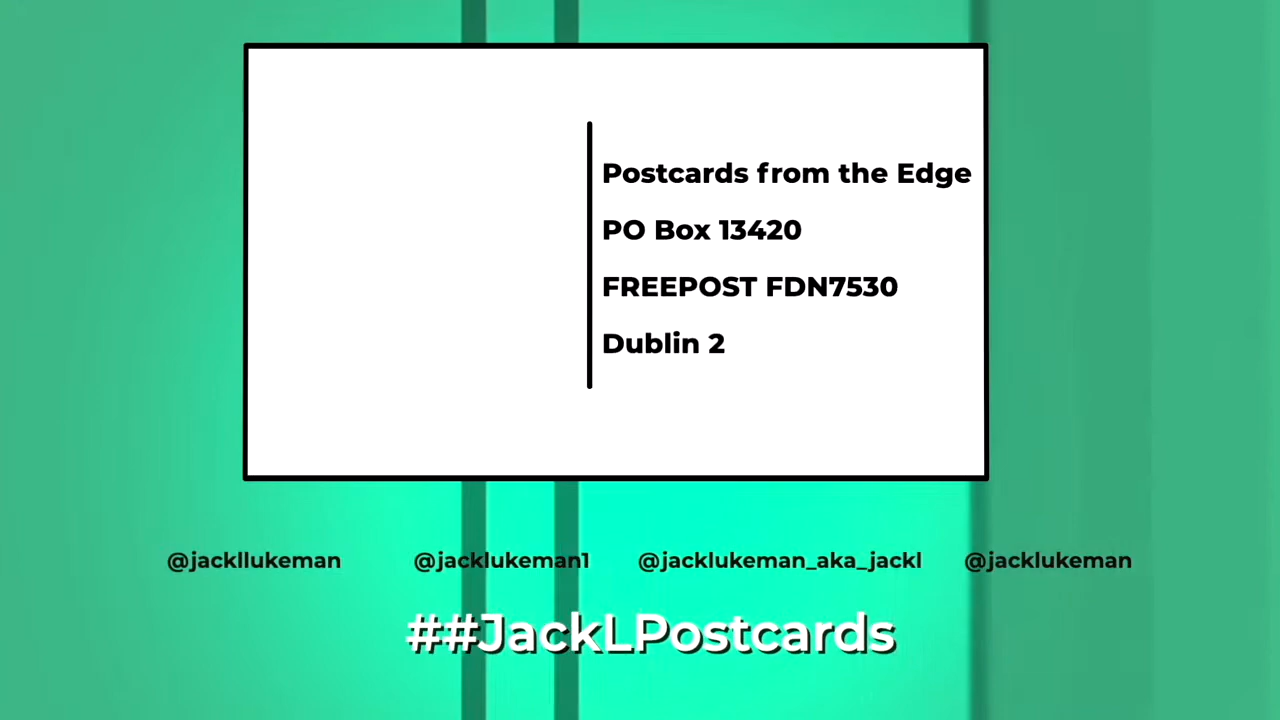 Postcards from the Edge
PO Box 13420
FREEPOST FDN7530
Dublin 2
@jackllukeman @jacklukeman1 @jacklukeman_aka_jackl @jacklukeman
##JackLPostcards